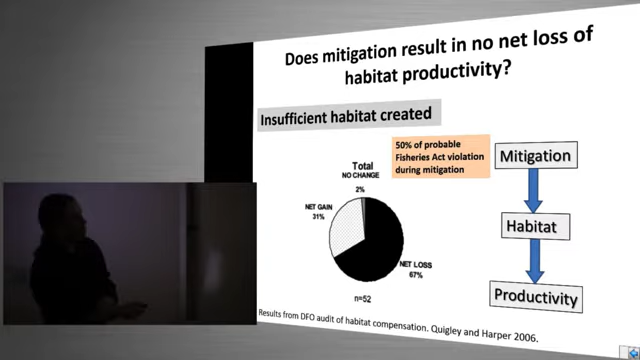 Does mitigation result in no net loss of
habitat productivity?
Insufficient habitat created
50% of probable
Fisheries Act violation
during mitigation
Mitigation
Habitat
Productivity
Total
NO CHANGE
2%
NET GAIN
31%
NET LOSS
67%
n=52
Results from DFO audit of habitat compensation. Quigley and Harper 2006.